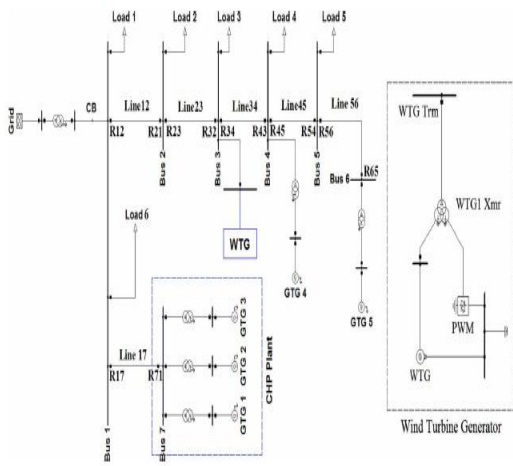 Load 1
Load 2
Load 3
Load 4
Load 5
Grid
CB
Line12
Line23
Line34
Line45
Line 56
R12
R21
R23
R32
R34
R43
R45
R54
R56
Bus 2
Bus 3
Bus 4
Bus 5
Bus 6
R65
Load 6
WTG
GTG 4
GTG 5
Line 17
R17
R71
GTG 3
GTG 2
GTG 1
CHP Plant
Bus 1
Bus 7
WTG Trm
WTG1 Xmr
PWM
WTG
Wind Turbine Generator